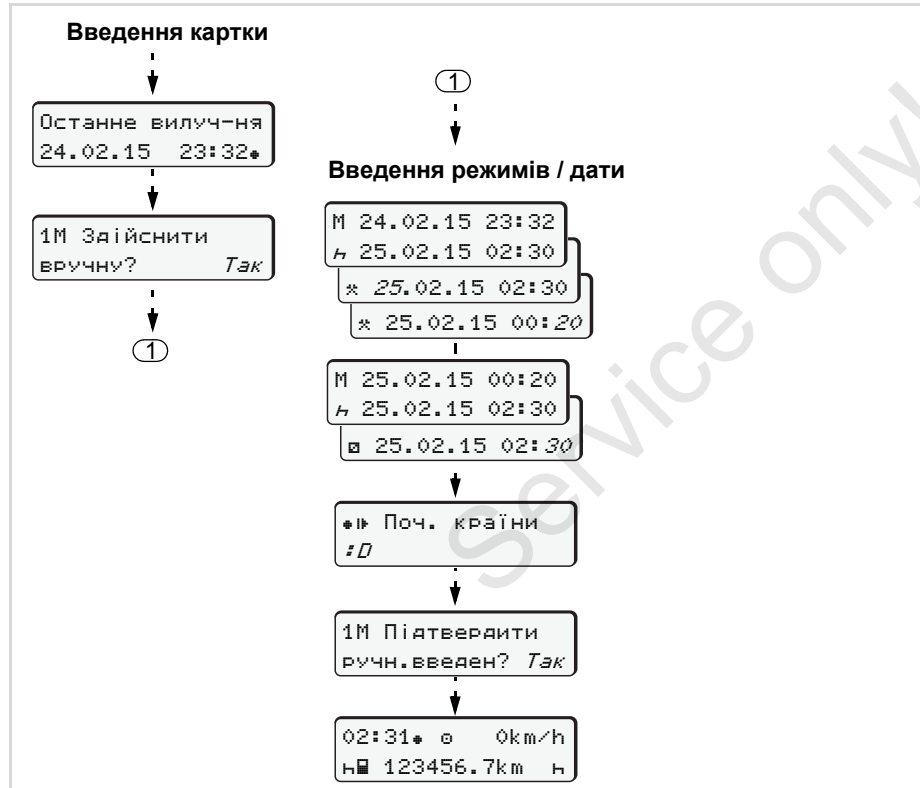 Введення картки
Останнє вилуч-ня
24.02.15 23:32
1M Здійснити
вручну? Так
1
1
Введення режимів / дати
M 24.02.15 23:32
25.02.15 02:30
25.02.15 02:30
25.02.15 00:20
M 25.02.15 00:20
25.02.15 02:30
25.02.15 02:30
Поч. країни
:D
1M Підтвердити
ручн.введен? Так
02:31 0km/h
123456.7km
Service only!